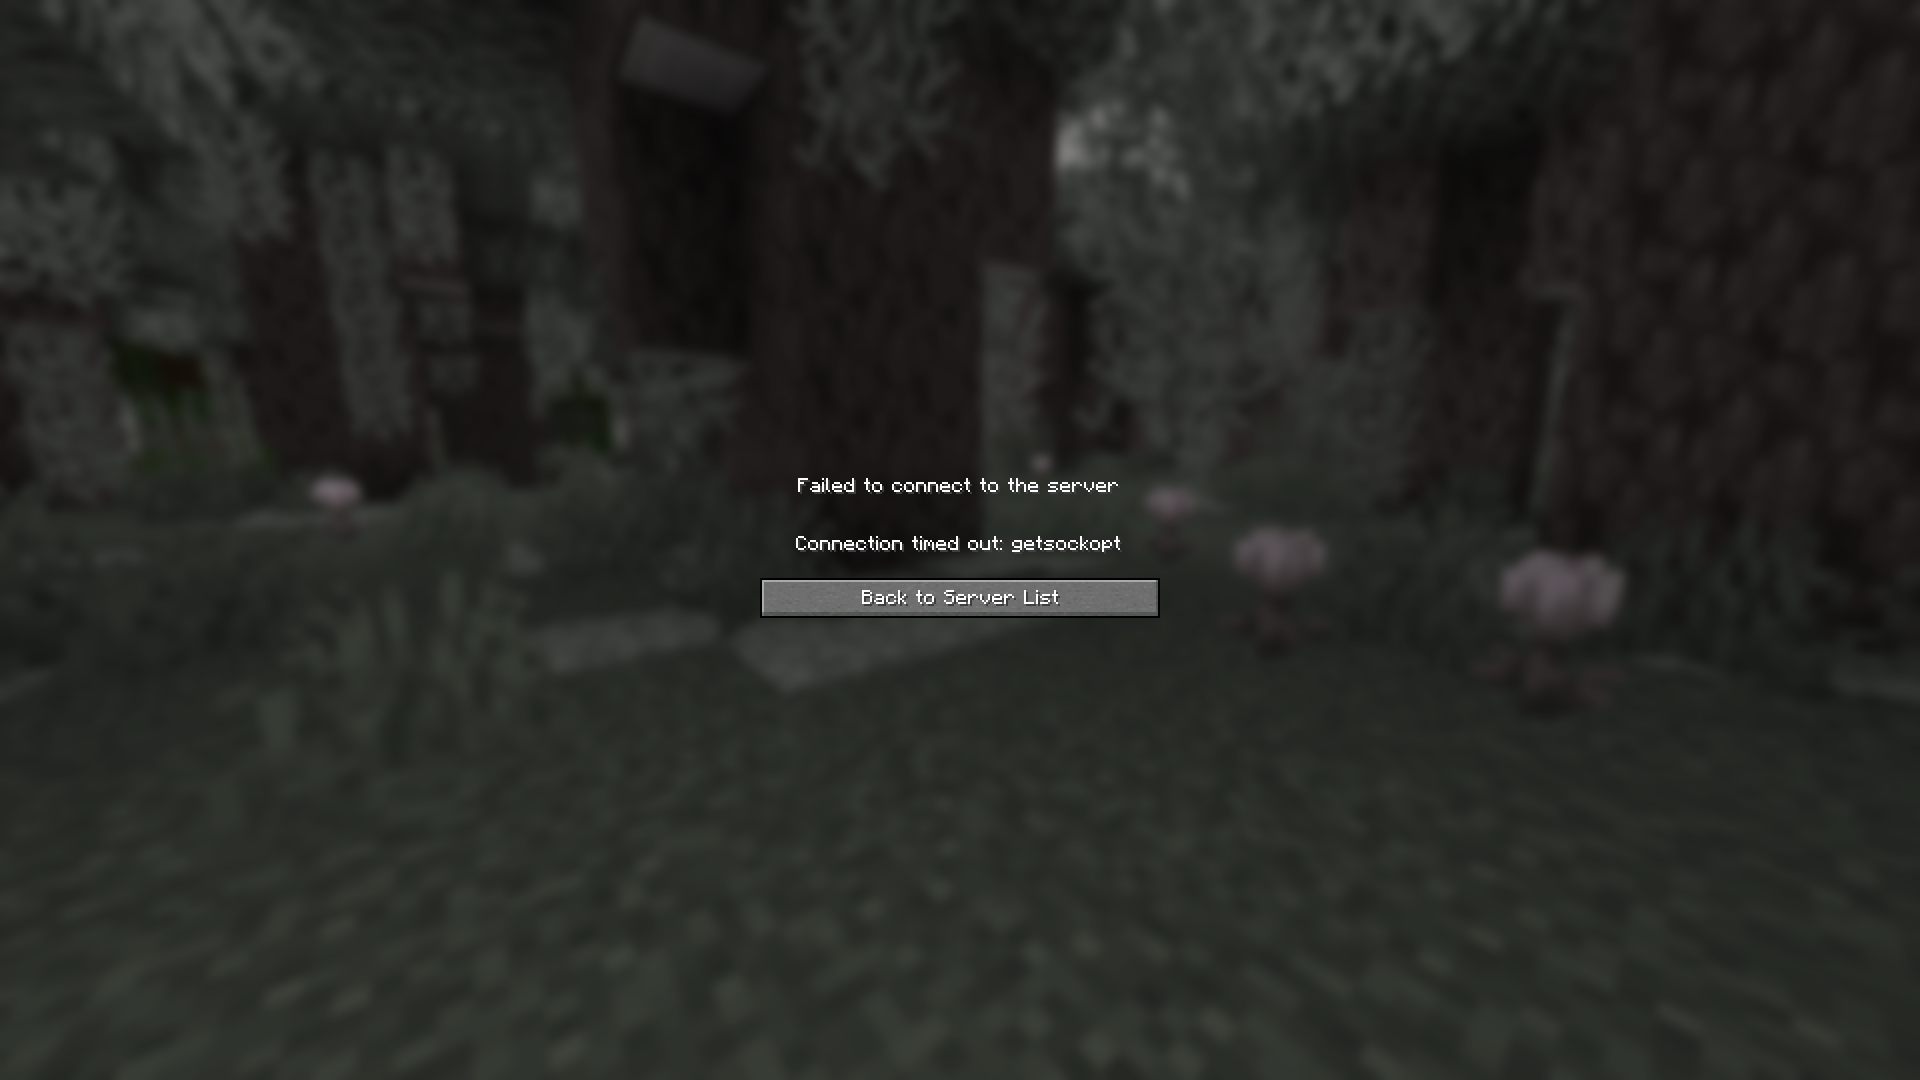 Failed to connect to the server
Connection timed out: getsockopt
Back to Server List